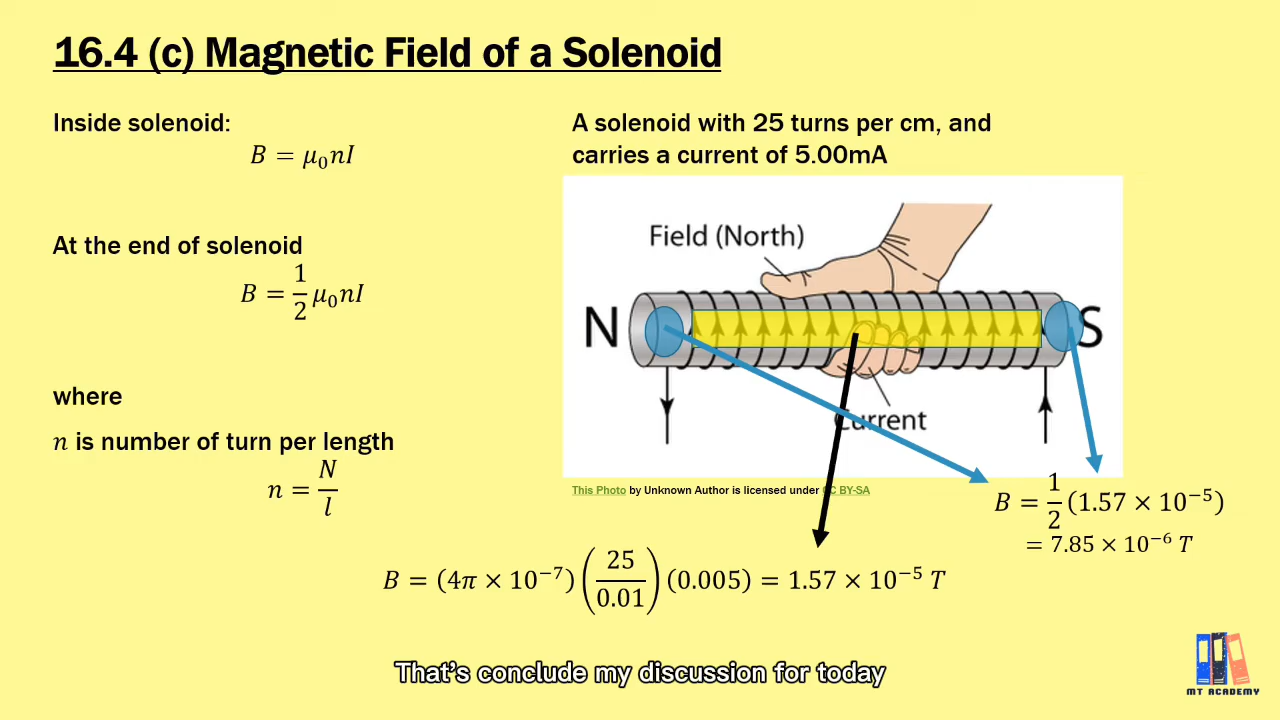 16.4 (c) Magnetic Field of a Solenoid
Inside solenoid:
𝐵 = 𝜇₀𝑛𝐼
At the end of solenoid
𝐵 = 1/2 𝜇₀𝑛𝐼
where
𝑛 is number of turn per length
𝑛 = 𝑁/𝑙
A solenoid with 25 turns per cm, and
carries a current of 5.00mA
Field (North)
N
S
Current
This Photo by Unknown Author is licensed under CC BY-SA
𝐵 = 1/2 (1.57 × 10⁻⁵)
= 7.85 × 10⁻⁶ 𝑇
𝐵 = (4𝜋 × 10⁻⁷) (25/0.01) (0.005) = 1.57 × 10⁻⁵ 𝑇
That's conclude my discussion for today
MT ACADEMY